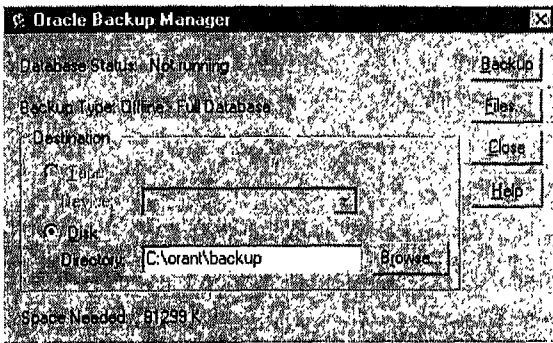 Oracle Backup Manager
Database Status: Not running
Backup
Backup Type: Offline - Full Database
Files...
Destination
Close
Tape
Help
Device:
Disk
Directory: C:\orant\backup
Browse...
Space Needed: 81299 K